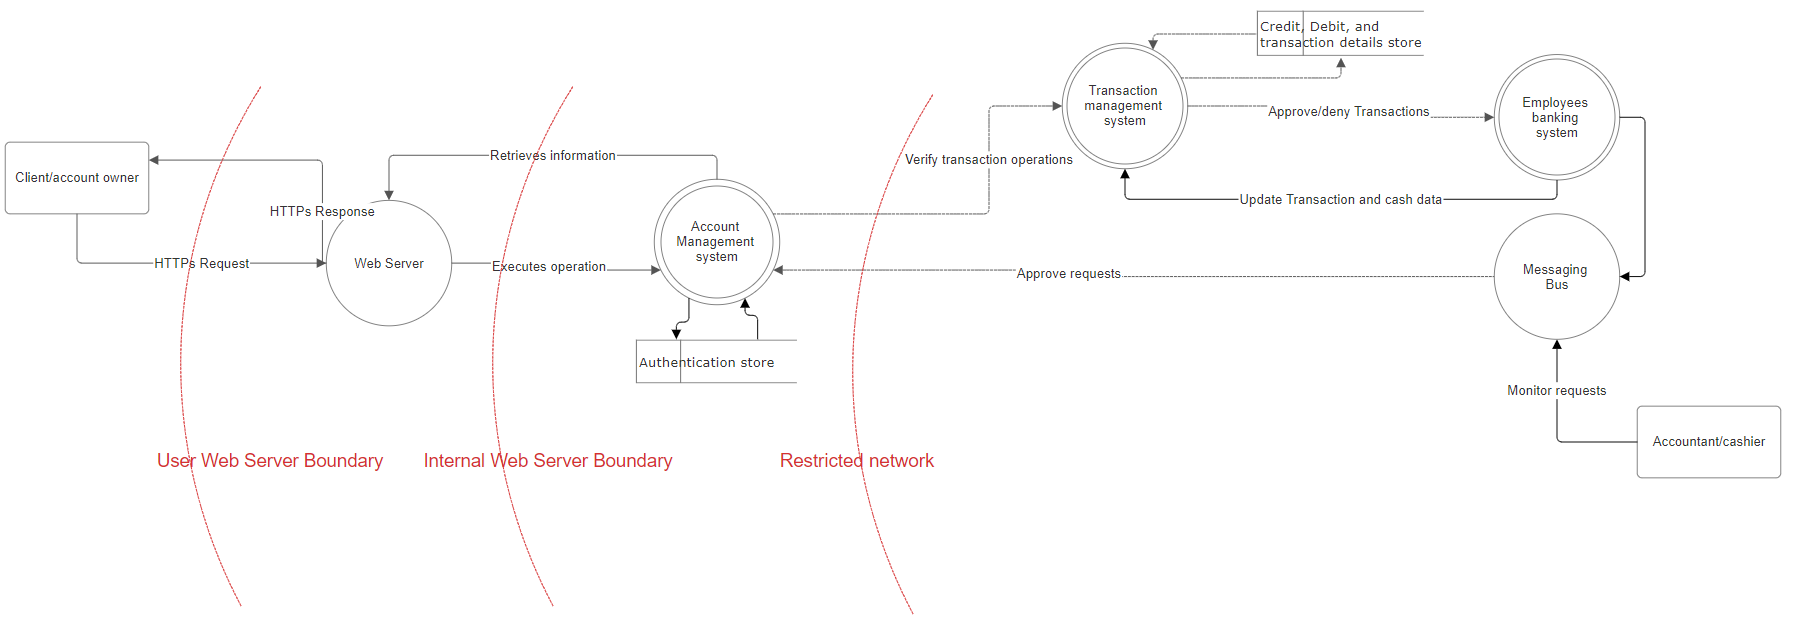 Credit, Debit, and
transaction details store
Transaction
management
system
Employees
banking
system
Approve/deny Transactions
Client/account owner
Retrieves information
Verify transaction operations
HTTPs Response
Update Transaction and cash data
Account
Management
system
HTTPs Request
Web Server
Executes operation
Approve requests
Messaging
Bus
Authentication store
Monitor requests
Accountant/cashier
User Web Server Boundary
Internal Web Server Boundary
Restricted network